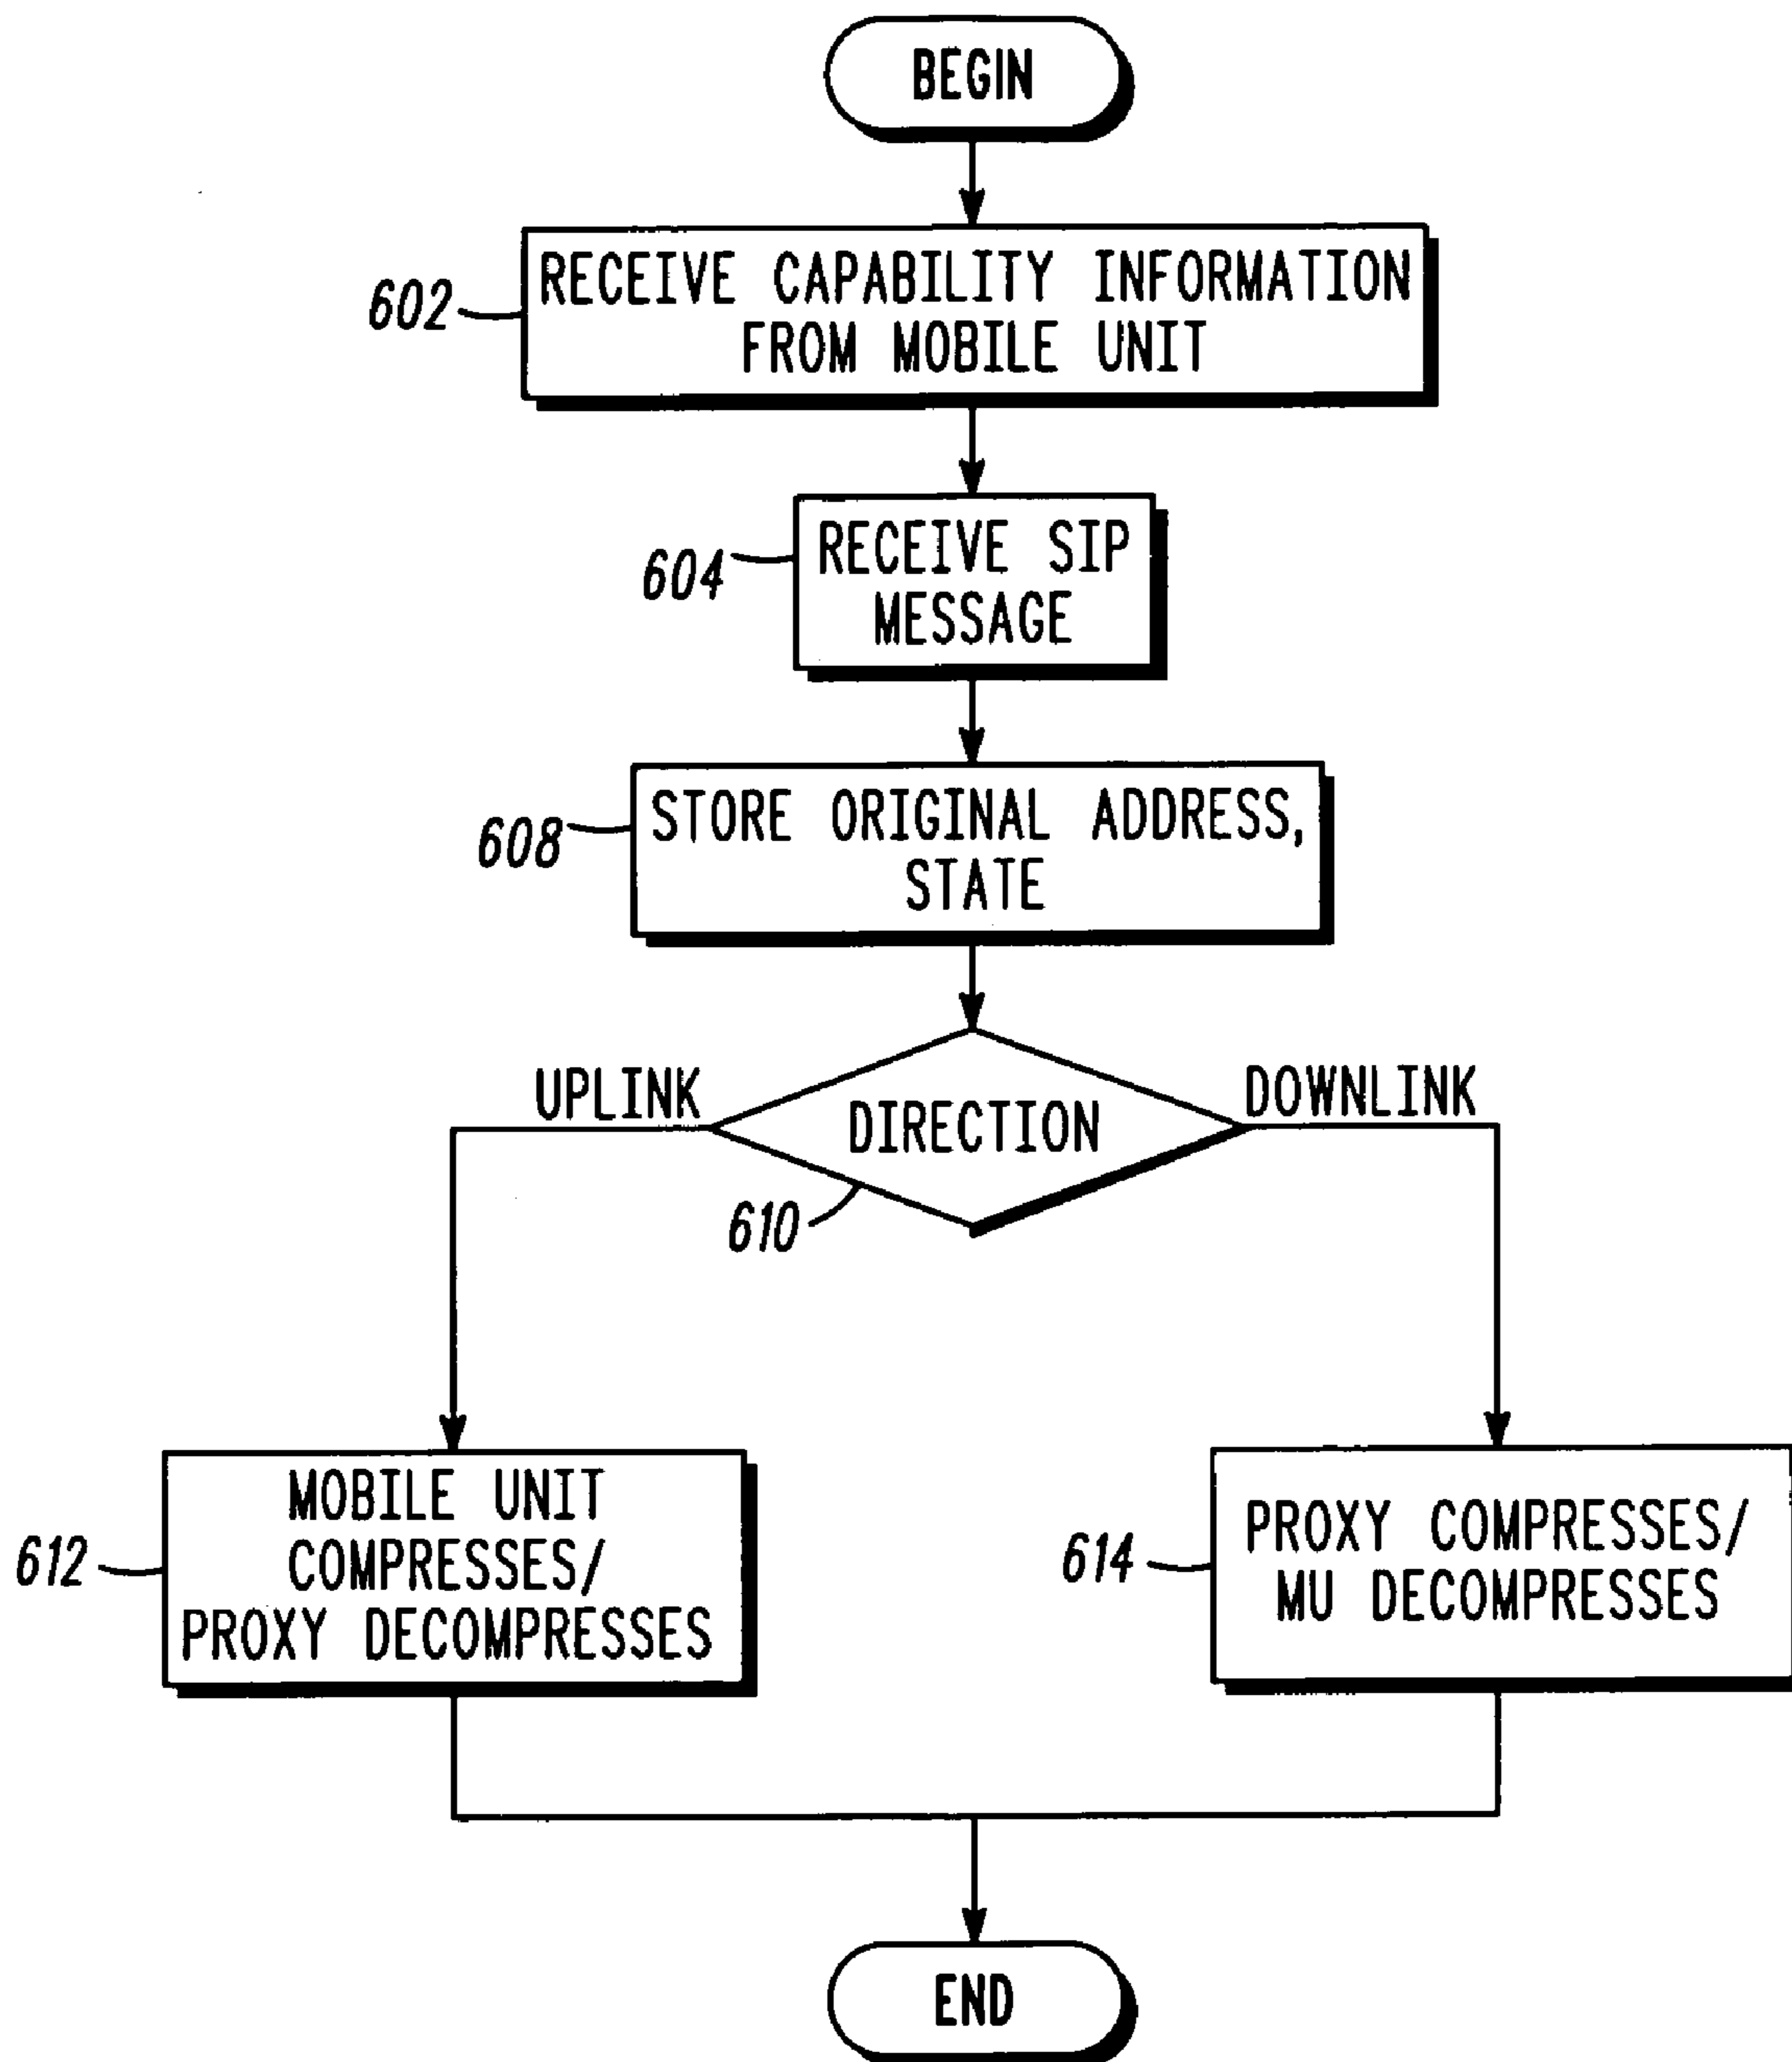 BEGIN
602
RECEIVE CAPABILITY INFORMATION
FROM MOBILE UNIT
604
RECEIVE SIP
MESSAGE
608
STORE ORIGINAL ADDRESS,
STATE
UPLINK
DIRECTION
DOWNLINK
610
612
MOBILE UNIT
COMPRESSES/
PROXY DECOMPRESSES
614
PROXY COMPRESSES/
MU DECOMPRESSES
END